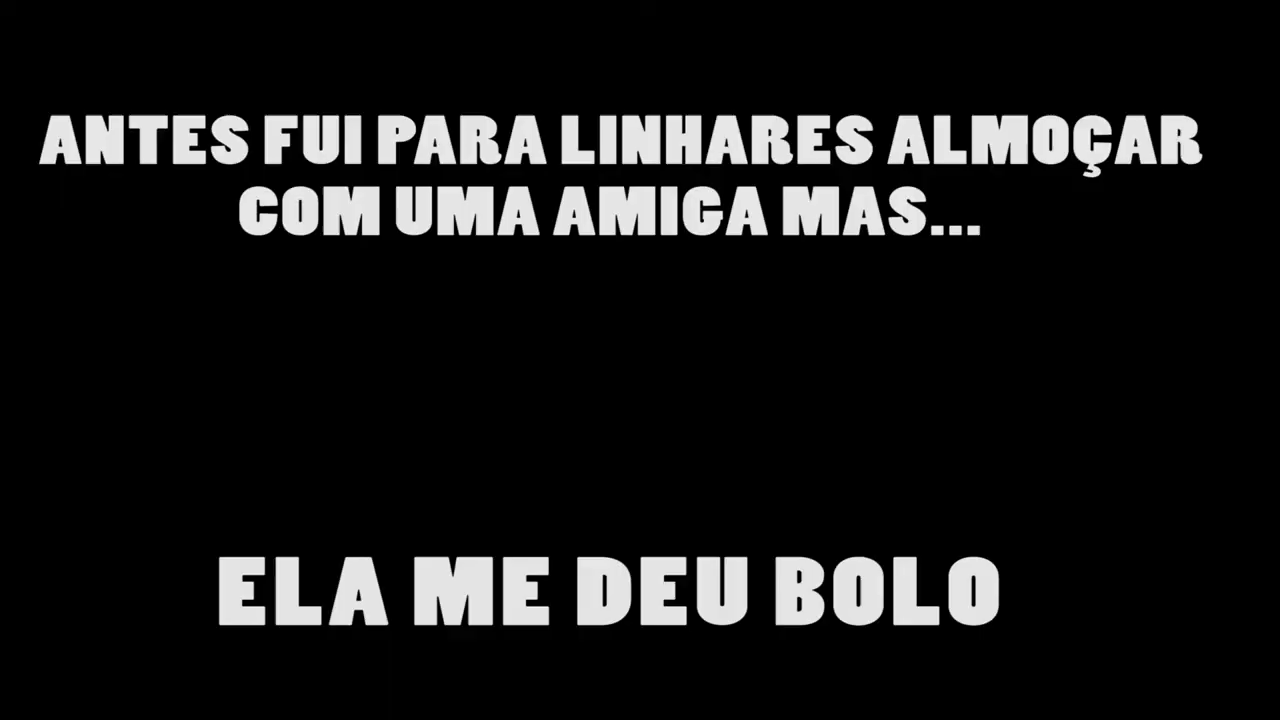 ANTES FUI PARA LINHARES ALMOÇAR
COM UMA AMIGA MAS...
ELA ME DEU BOLO